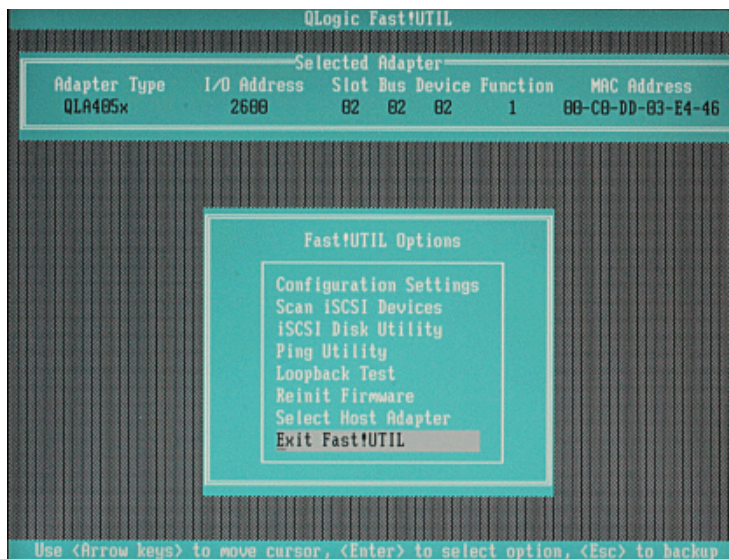 QLogic Fast!UTIL
Selected Adapter
Adapter Type I/O Address Slot Bus Device Function MAC Address
QLA405x 2600 02 02 02 1 00-C0-DD-03-E4-46
Fast!UTIL Options
Configuration Settings
Scan iSCSI Devices
iSCSI Disk Utility
Ping Utility
Loopback Test
Reinit Firmware
Select Host Adapter
Exit Fast!UTIL
Use <Arrow keys> to move cursor, <Enter> to select option, <Esc> to backup